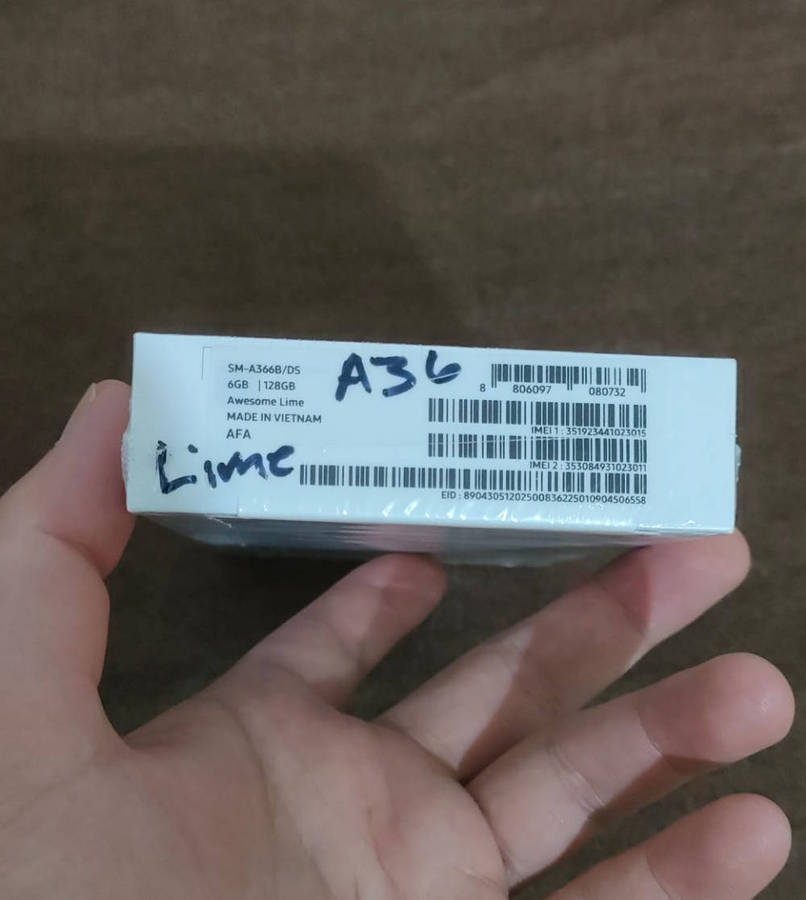 SM-A366B/DS
6GB | 128GB
Awesome Lime
MADE IN VIETNAM
AFA
A36
Lime
8 806097 080732
IMEI 1 : 351923441023015
IMEI 2 : 353084931023011
EID : 89043051202500836225010904506558